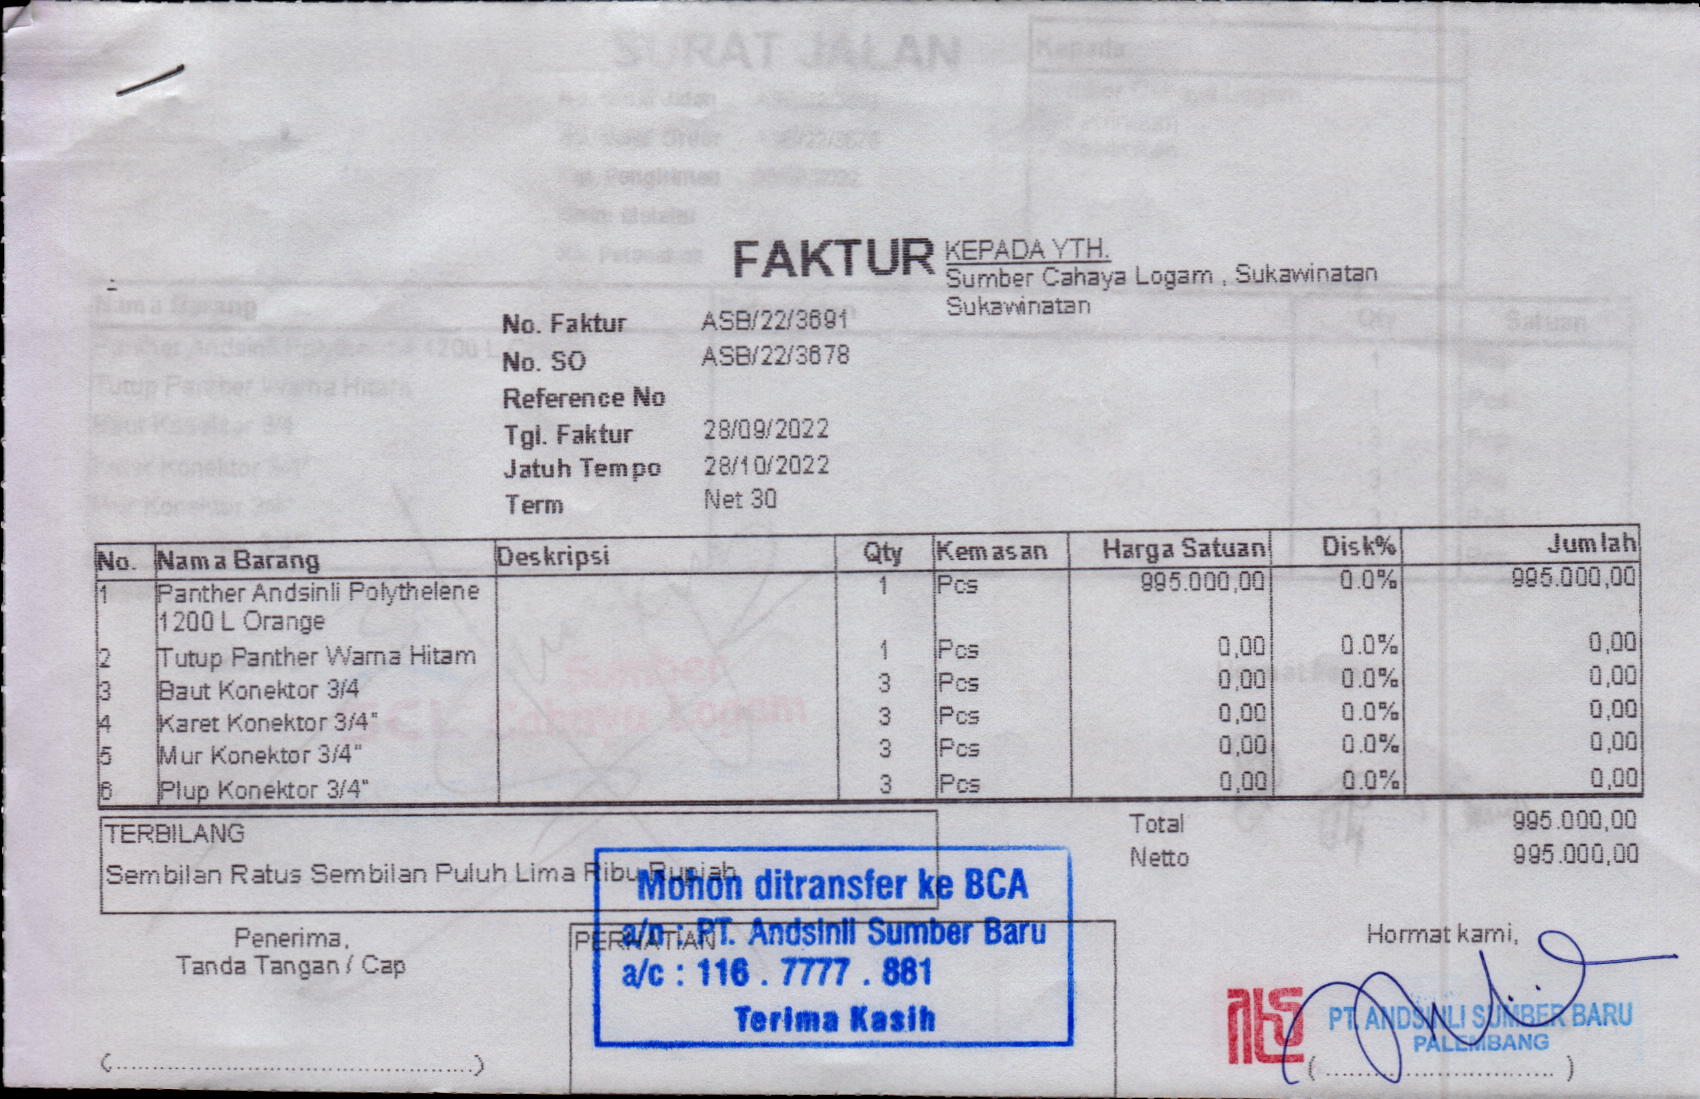 FAKTUR
KEPADA YTH.
Sumber Cahaya Logam , Sukawinatan
Sukawinatan
No. Faktur ASB/22/3691
No. SO ASB/22/3678
Reference No
Tgl. Faktur 28/09/2022
Jatuh Tempo 28/10/2022
Term Net 30
No. Nama Barang Deskripsi Qty Kemasan Harga Satuan Disk% Jumlah
1 Panther Andsinli Polythelene 1 Pcs 995.000,00 0.0% 995.000,00
1200 L Orange
2 Tutup Panther Warna Hitam 1 Pcs 0,00 0.0% 0,00
3 Baut Konektor 3/4 3 Pcs 0,00 0.0% 0,00
4 Karet Konektor 3/4" 3 Pcs 0,00 0.0% 0,00
5 Mur Konektor 3/4" 3 Pcs 0,00 0.0% 0,00
6 Plup Konektor 3/4" 3 Pcs 0,00 0.0% 0,00
TERBILANG
Sembilan Ratus Sembilan Puluh Lima Ribu Rupiah
Total 995.000,00
Netto 995.000,00
Penerima,
Tanda Tangan / Cap
PERHATIAN
Mohon ditransfer ke BCA
a/n : PT. Andsinli Sumber Baru
a/c : 116 . 7777 . 881
Terima Kasih
Hormat kami,
PT. ANDSINLI SUMBER BARU
PALEMBANG
SURAT JALAN
Kepada
Nama Barang
Qty
Satuan